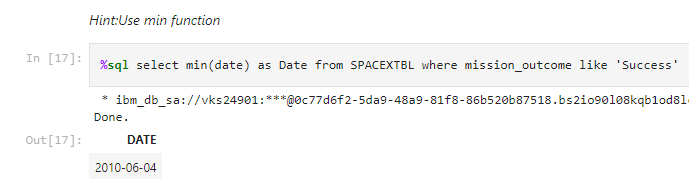 Hint:Use min function
In [17]: %sql select min(date) as Date from SPACEXTBL where mission_outcome like 'Success'
* ibm_db_sa://vks24901:***@0c77d6f2-5da9-48a9-81f8-86b520b87518.bs2io90l08kqb1od8l
Done.
Out[17]: DATE
2010-06-04